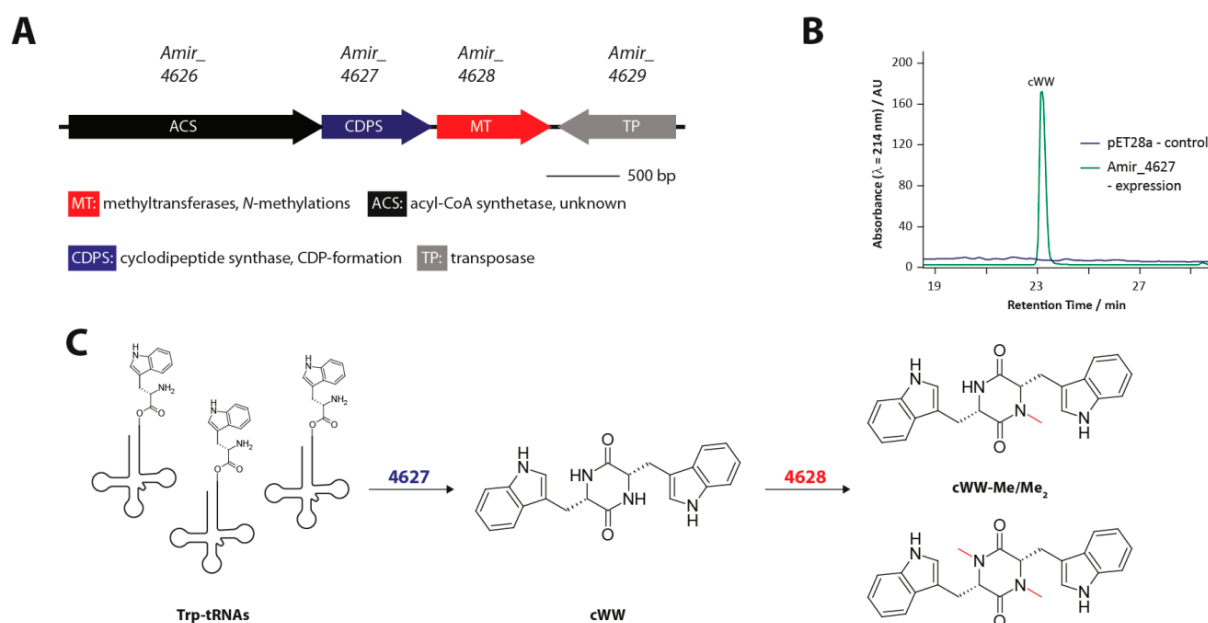 A
Amir_
4626
Amir_
4627
Amir_
4628
Amir_
4629
ACS
CDPS
MT
TP
500 bp
MT: methyltransferases, N-methylations
ACS: acyl-CoA synthetase, unknown
CDPS: cyclodipeptide synthase, CDP-formation
TP: transposase
B
Absorbance (λ = 214 nm) / AU
200
160
120
80
40
0
cWW
pET28a - control
Amir_4627
- expression
19
23
27
Retention Time / min
C
H
N
NH2
O
O
H
N
NH2
O
O
H
N
NH2
O
O
Trp-tRNAs
4627
H
N
O
HN
NH
O
N
H
cWW
4628
H
N
O
HN
N
O
N
H
cWW-Me/Me2
H
N
O
N
N
O
N
H